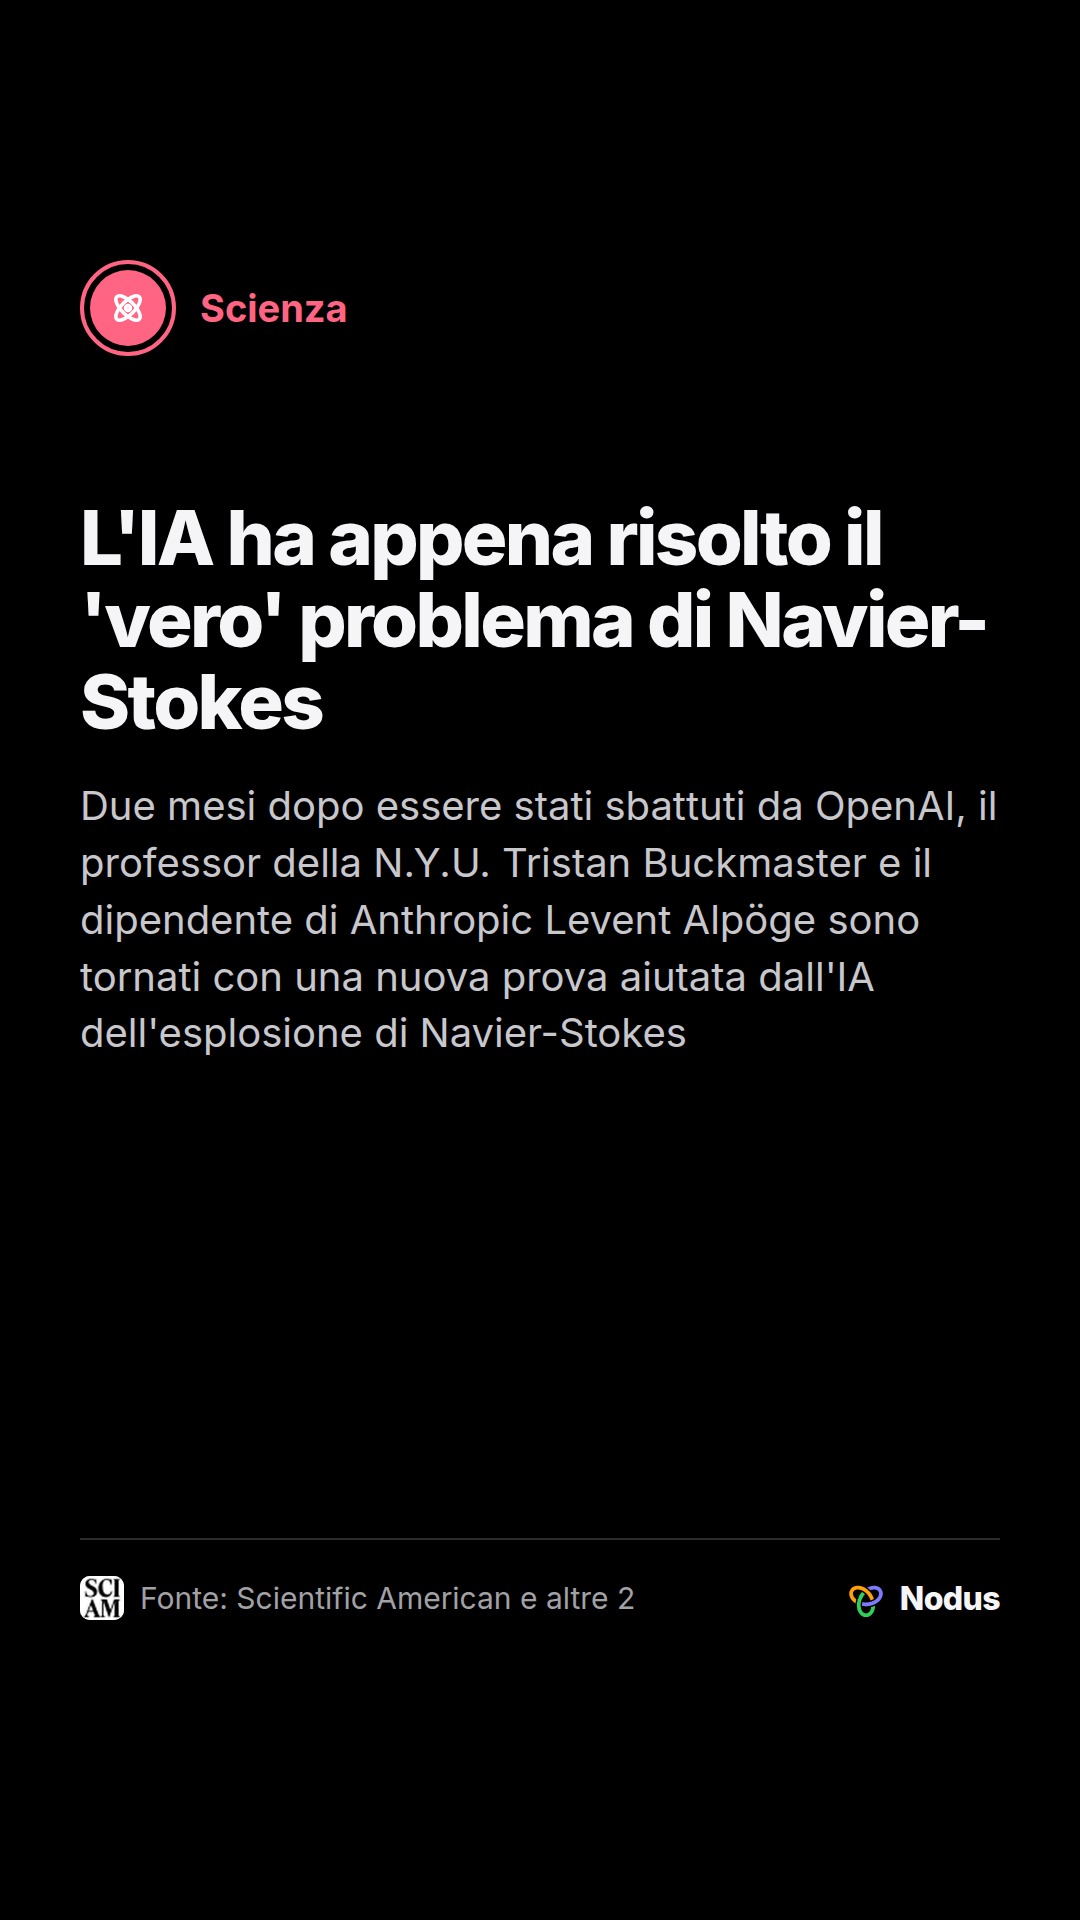 Scienza
L'IA ha appena risolto il
'vero' problema di Navier-
Stokes
Due mesi dopo essere stati sbattuti da OpenAI, il
professor della N.Y.U. Tristan Buckmaster e il
dipendente di Anthropic Levent Alpöge sono
tornati con una nuova prova aiutata dall'IA
dell'esplosione di Navier-Stokes
SCI
AM
Fonte: Scientific American e altre 2
Nodus